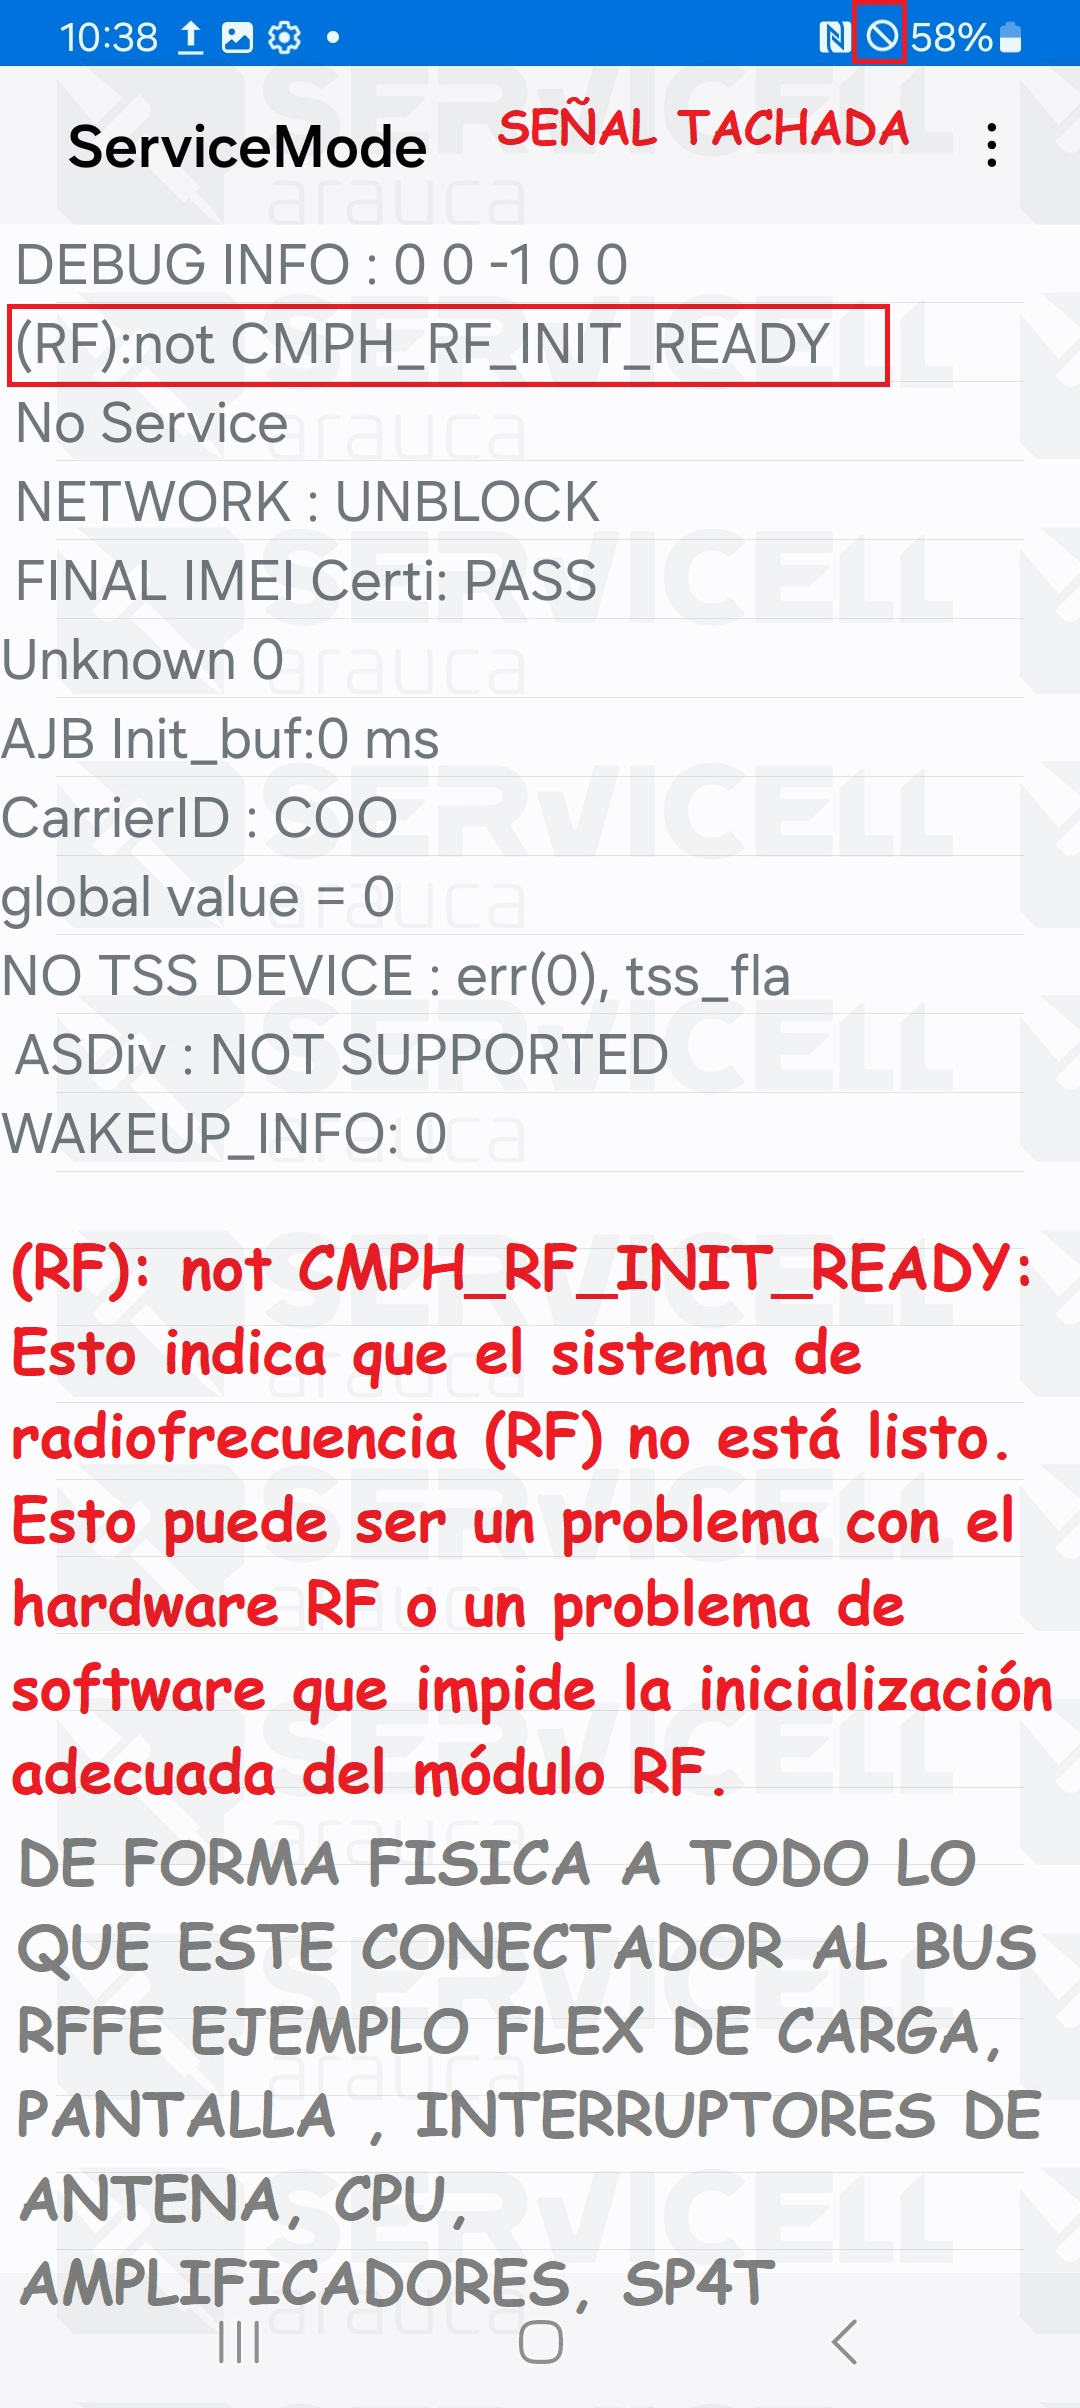 10:38
58%
ServiceMode
SEÑAL TACHADA
DEBUG INFO : 0 0 -1 0 0
(RF):not CMPH_RF_INIT_READY
No Service
NETWORK : UNBLOCK
FINAL IMEI Certi: PASS
Unknown 0
AJB Init_buf:0 ms
CarrierID : COO
global value = 0
NO TSS DEVICE : err(0), tss_fla
ASDiv : NOT SUPPORTED
WAKEUP_INFO: 0
(RF): not CMPH_RF_INIT_READY:
Esto indica que el sistema de
radiofrecuencia (RF) no está listo.
Esto puede ser un problema con el
hardware RF o un problema de
software que impide la inicialización
adecuada del módulo RF.
DE FORMA FISICA A TODO LO
QUE ESTE CONECTADOR AL BUS
RFFE EJEMPLO FLEX DE CARGA,
PANTALLA , INTERRUPTORES DE
ANTENA, CPU,
AMPLIFICADORES, SP4T
SERVICELL
arauca